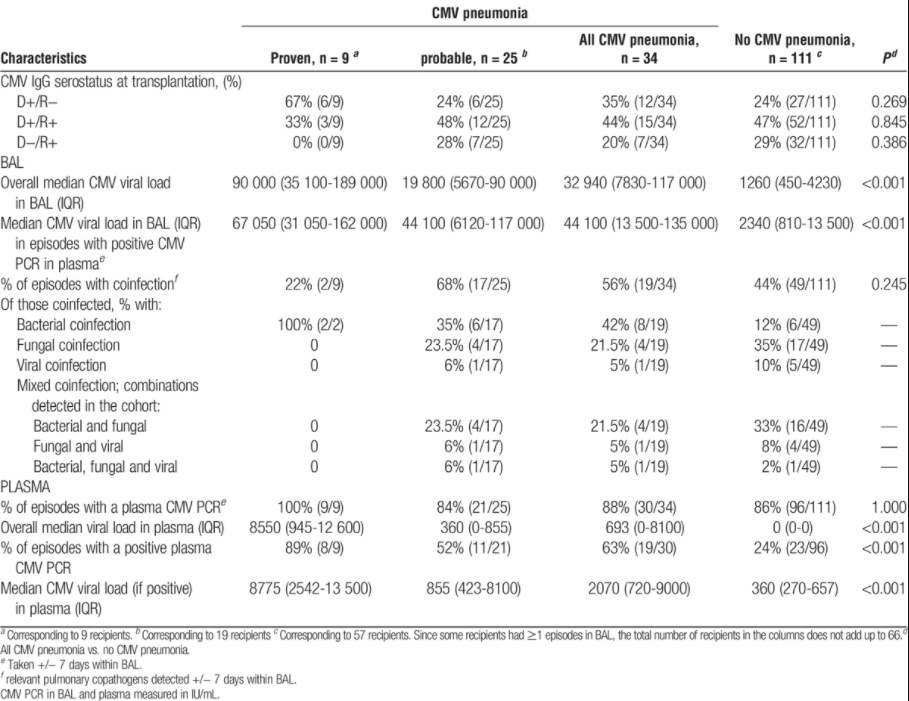 CMV pneumonia
Characteristics Proven, n = 9 a probable, n = 25 b All CMV pneumonia, n = 34 No CMV pneumonia, n = 111 c P d
CMV IgG serostatus at transplantation, (%)
D+/R− 67% (6/9) 24% (6/25) 35% (12/34) 24% (27/111) 0.269
D+/R+ 33% (3/9) 48% (12/25) 44% (15/34) 47% (52/111) 0.845
D−/R+ 0% (0/9) 28% (7/25) 20% (7/34) 29% (32/111) 0.386
BAL
Overall median CMV viral load 90 000 (35 100-189 000) 19 800 (5670-90 000) 32 940 (7830-117 000) 1260 (450-4230) <0.001
in BAL (IQR)
Median CMV viral load in BAL (IQR) 67 050 (31 050-162 000) 44 100 (6120-117 000) 44 100 (13 500-135 000) 2340 (810-13 500) <0.001
in episodes with positive CMV
PCR in plasma e
% of episodes with coinfection f 22% (2/9) 68% (17/25) 56% (19/34) 44% (49/111) 0.245
Of those coinfected, % with:
Bacterial coinfection 100% (2/2) 35% (6/17) 42% (8/19) 12% (6/49) —
Fungal coinfection 0 23.5% (4/17) 21.5% (4/19) 35% (17/49) —
Viral coinfection 0 6% (1/17) 5% (1/19) 10% (5/49) —
Mixed coinfection; combinations
detected in the cohort:
Bacterial and fungal 0 23.5% (4/17) 21.5% (4/19) 33% (16/49) —
Fungal and viral 0 6% (1/17) 5% (1/19) 8% (4/49) —
Bacterial, fungal and viral 0 6% (1/17) 5% (1/19) 2% (1/49) —
PLASMA
% of episodes with a plasma CMV PCR e 100% (9/9) 84% (21/25) 88% (30/34) 86% (96/111) 1.000
Overall median viral load in plasma (IQR) 8550 (945-12 600) 360 (0-855) 693 (0-8100) 0 (0-0) <0.001
% of episodes with a positive plasma 89% (8/9) 52% (11/21) 63% (19/30) 24% (23/96) <0.001
CMV PCR
Median CMV viral load (if positive) 8775 (2542-13 500) 855 (423-8100) 2070 (720-9000) 360 (270-657) <0.001
in plasma (IQR)
a Corresponding to 9 recipients. b Corresponding to 19 recipients c Corresponding to 57 recipients. Since some recipients had ≥1 episodes in BAL, the total number of recipients in the columns does not add up to 66. d
All CMV pneumonia vs. no CMV pneumonia.
e Taken +/− 7 days within BAL.
f relevant pulmonary copathogens detected +/− 7 days within BAL.
CMV PCR in BAL and plasma measured in IU/mL.